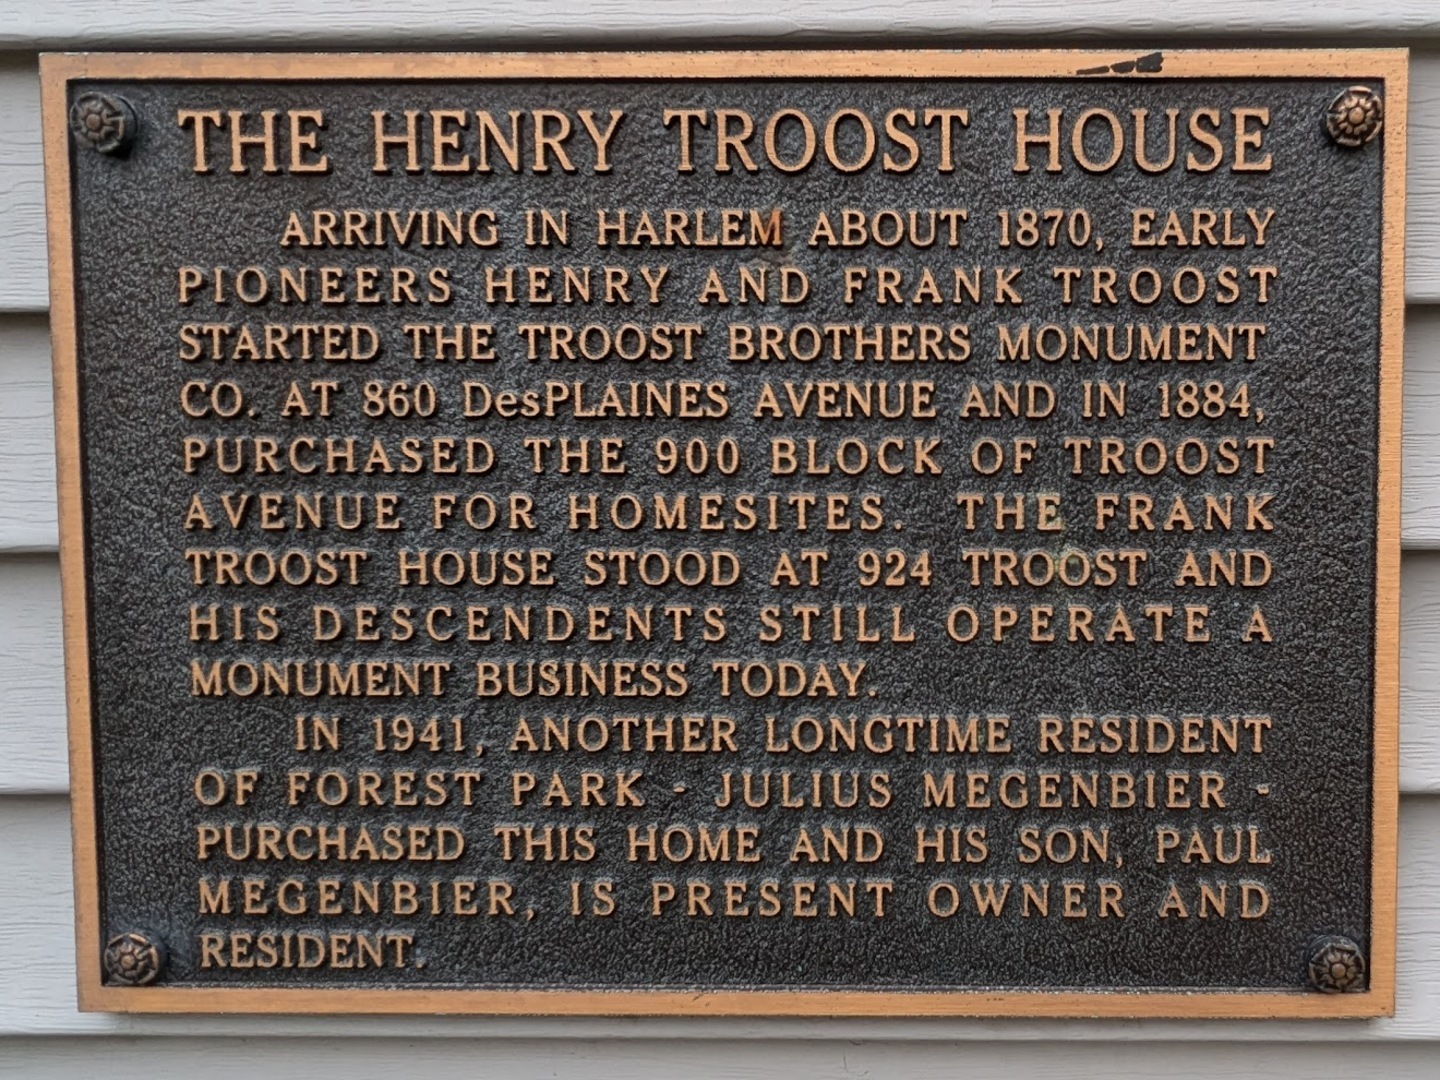 THE HENRY TROOST HOUSE
ARRIVING IN HARLEM ABOUT 1870, EARLY
PIONEERS HENRY AND FRANK TROOST
STARTED THE TROOST BROTHERS MONUMENT
CO. AT 860 DesPLAINES AVENUE AND IN 1884,
PURCHASED THE 900 BLOCK OF TROOST
AVENUE FOR HOMESITES. THE FRANK
TROOST HOUSE STOOD AT 924 TROOST AND
HIS DESCENDENTS STILL OPERATE A
MONUMENT BUSINESS TODAY.
IN 1941, ANOTHER LONGTIME RESIDENT
OF FOREST PARK - JULIUS MEGENBIER -
PURCHASED THIS HOME AND HIS SON, PAUL
MEGENBIER, IS PRESENT OWNER AND
RESIDENT.